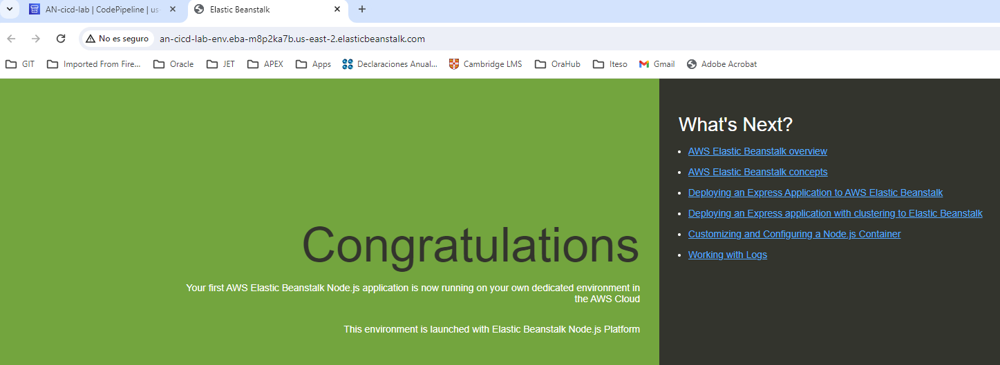 AN-cicd-lab | CodePipeline | us-
Elastic Beanstalk
No es seguro
an-cicd-lab-env.eba-m8p2ka7b.us-east-2.elasticbeanstalk.com
GIT
Imported From Fire...
Oracle
JET
APEX
Apps
Declaraciones Anual...
Cambridge LMS
OraHub
Iteso
Gmail
Adobe Acrobat
Congratulations
Your first AWS Elastic Beanstalk Node.js application is now running on your own dedicated environment in
the AWS Cloud
This environment is launched with Elastic Beanstalk Node.js Platform
What's Next?
AWS Elastic Beanstalk overview
AWS Elastic Beanstalk concepts
Deploying an Express Application to AWS Elastic Beanstalk
Deploying an Express application with clustering to Elastic Beanstalk
Customizing and Configuring a Node.js Container
Working with Logs